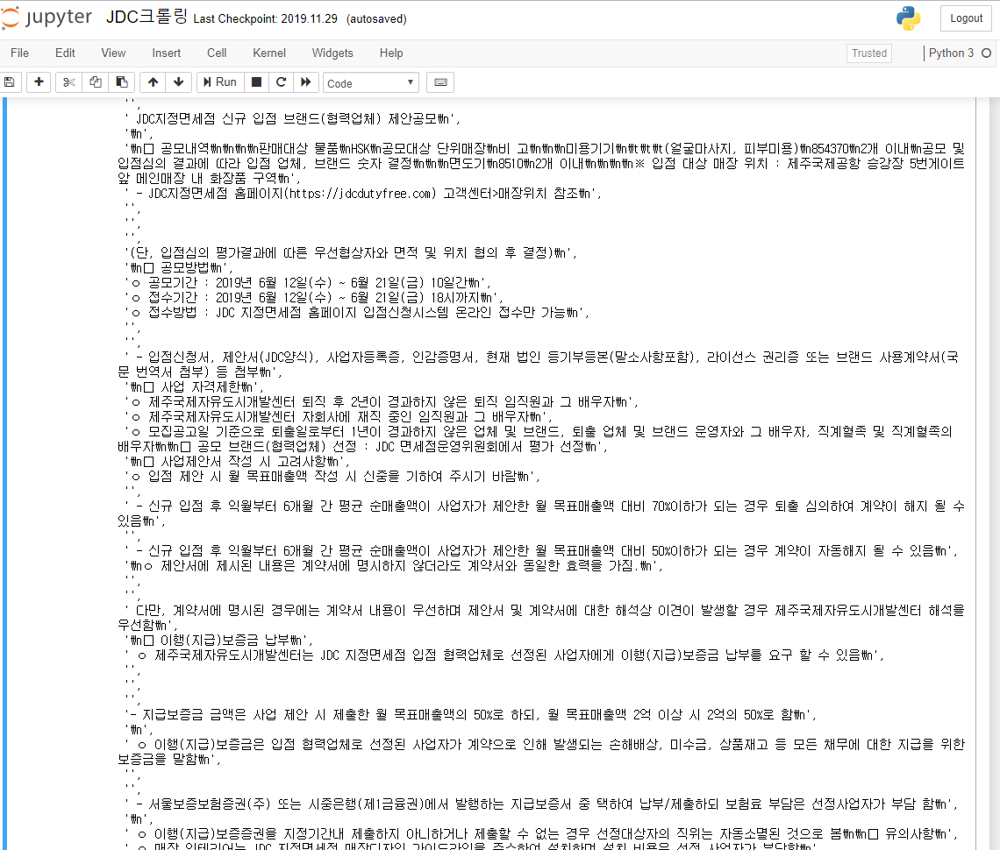 jupyter JDC크롤링 Last Checkpoint: 2019.11.29 (autosaved) Logout
File Edit View Insert Cell Kernel Widgets Help Trusted Python 3
Run Code
'',
' JDC지정면세점 신규 입점 브랜드(협력업체) 제안공모₩n',
'₩n',
'₩n□ 공모내역₩n₩n₩n₩n판매대상 물품₩nHSK₩n공모대상 단위매장₩n비 고₩n₩n₩n미용기기₩n₩t₩t₩t(얼굴마사지, 피부미용)₩n854370₩n2개 이내₩n공모 및
입점심의 결과에 따라 입점 업체, 브랜드 숫자 결정₩n₩n₩n면도기₩n8510₩n2개 이내₩n₩n₩n₩n※ 입점 대상 매장 위치 : 제주국제공항 승강장 5번게이트
앞 메인매장 내 화장품 구역₩n',
' - JDC지정면세점 홈페이지(https://jdcdutyfree.com) 고객센터>매장위치 참조₩n',
'',
'',
'',
'(단, 입점심의 평가결과에 따른 우선협상자와 면적 및 위치 협의 후 결정)₩n',
'₩n□ 공모방법₩n',
'ㅇ 공모기간 : 2019년 6월 12일(수) ~ 6월 21일(금) 10일간₩n',
'ㅇ 접수기간 : 2019년 6월 12일(수) ~ 6월 21일(금) 18시까지₩n',
'ㅇ 접수방법 : JDC 지정면세점 홈페이지 입점신청시스템 온라인 접수만 가능₩n',
'',
'',
' - 입점신청서, 제안서(JDC양식), 사업자등록증, 인감증명서, 현재 법인 등기부등본(말소사항포함), 라이선스 권리증 또는 브랜드 사용계약서(국
문 번역서 첨부) 등 첨부₩n',
'₩n□ 사업 자격제한₩n',
'ㅇ 제주국제자유도시개발센터 퇴직 후 2년이 경과하지 않은 퇴직 임직원과 그 배우자₩n',
'ㅇ 제주국제자유도시개발센터 자회사에 재직 중인 임직원과 그 배우자₩n',
'ㅇ 모집공고일 기준으로 퇴출일로부터 1년이 경과하지 않은 업체 및 브랜드, 퇴출 업체 및 브랜드 운영자와 그 배우자, 직계혈족 및 직계혈족의
배우자₩n₩n□ 공모 브랜드(협력업체) 선정 : JDC 면세점운영위원회에서 평가 선정₩n',
'₩n□ 사업제안서 작성 시 고려사항₩n',
'ㅇ 입점 제안 시 월 목표매출액 작성 시 신중을 기하여 주시기 바람₩n',
'',
' - 신규 입점 후 익월부터 6개월 간 평균 순매출액이 사업자가 제안한 월 목표매출액 대비 70%이하가 되는 경우 퇴출 심의하여 계약이 해지 될 수
있음₩n',
'',
' - 신규 입점 후 익월부터 6개월 간 평균 순매출액이 사업자가 제안한 월 목표매출액 대비 50%이하가 되는 경우 계약이 자동해지 될 수 있음₩n',
'₩nㅇ 제안서에 제시된 내용은 계약서에 명시하지 않더라도 계약서와 동일한 효력을 가짐.₩n',
'',
'',
' 다만, 계약서에 명시된 경우에는 계약서 내용이 우선하며 제안서 및 계약서에 대한 해석상 이견이 발생할 경우 제주국제자유도시개발센터 해석을
우선함₩n',
'₩n□ 이행(지급)보증금 납부₩n',
' ㅇ 제주국제자유도시개발센터는 JDC 지정면세점 입점 협력업체로 선정된 사업자에게 이행(지급)보증금 납부를 요구 할 수 있음₩n',
'',
'',
'',
'- 지급보증금 금액은 사업 제안 시 제출한 월 목표매출액의 50%로 하되, 월 목표매출액 2억 이상 시 2억의 50%로 함₩n',
'₩n',
' ㅇ 이행(지급)보증금은 입점 협력업체로 선정된 사업자가 계약으로 인해 발생되는 손해배상, 미수금, 상품재고 등 모든 채무에 대한 지급을 위한
보증금을 말함₩n',
'',
'',
' - 서울보증보험증권(주) 또는 시중은행(제1금융권)에서 발행하는 지급보증서 중 택하여 납부/제출하되 보험료 부담은 선정사업자가 부담 함₩n',
'₩n',
' ㅇ 이행(지급)보증증권을 지정기간내 제출하지 아니하거나 제출할 수 없는 경우 선정대상자의 직위는 자동소멸된 것으로 봄₩n₩n□ 유의사항₩n',
' ㅇ 매장 인테리어는 JDC 지정면세점 매장디자인 가이드라인을 준수하여 설치하며 설치 비용은 선정 사업자가 부담함₩n',